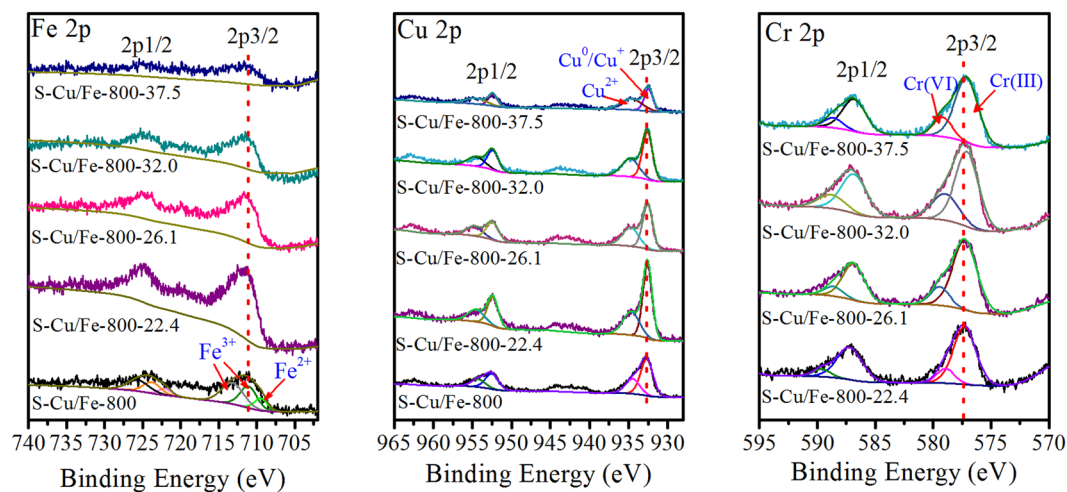 Fe 2p
2p1/2
2p3/2
S-Cu/Fe-800-37.5
S-Cu/Fe-800-32.0
S-Cu/Fe-800-26.1
S-Cu/Fe-800-22.4
Fe³⁺
Fe²⁺
S-Cu/Fe-800
740 735 730 725 720 715 710 705
Binding Energy (eV)
Cu 2p
Cu⁰/Cu⁺
2p1/2
2p3/2
Cu²⁺
S-Cu/Fe-800-37.5
S-Cu/Fe-800-32.0
S-Cu/Fe-800-26.1
S-Cu/Fe-800-22.4
S-Cu/Fe-800
965 960 955 950 945 940 935 930
Binding Energy (eV)
Cr 2p
2p3/2
2p1/2
Cr(VI)
Cr(III)
S-Cu/Fe-800-37.5
S-Cu/Fe-800-32.0
S-Cu/Fe-800-26.1
S-Cu/Fe-800-22.4
595 590 585 580 575 570
Binding Energy (eV)